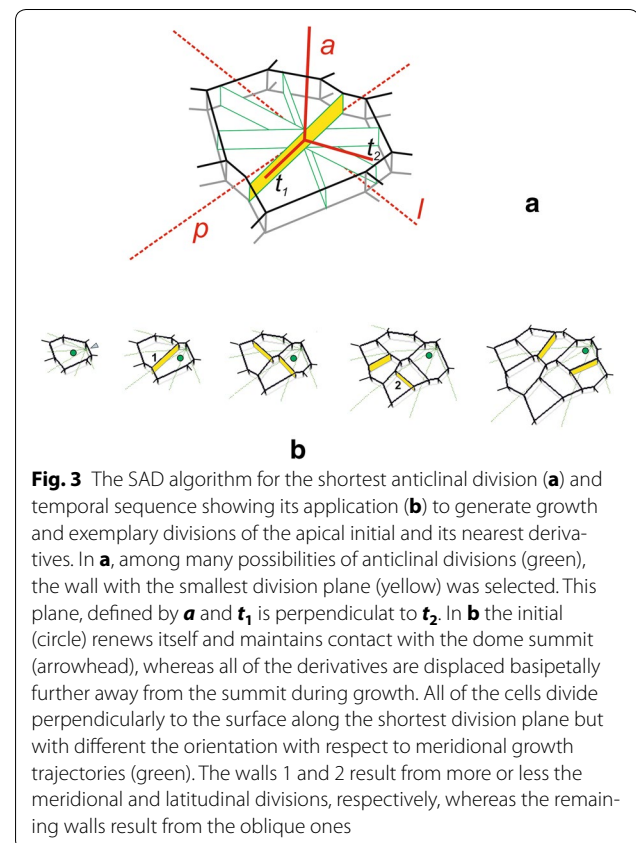 a
t2
t1
a
p
l
1
2
b
Fig. 3 The SAD algorithm for the shortest anticlinal division (a) and
temporal sequence showing its application (b) to generate growth
and exemplary divisions of the apical initial and its nearest deriva-
tives. In a, among many possibilities of anticlinal divisions (green),
the wall with the smallest division plane (yellow) was selected. This
plane, defined by a and t1 is perpendiculat to t2. In b the initial
(circle) renews itself and maintains contact with the dome summit
(arrowhead), whereas all of the derivatives are displaced basipetally
further away from the summit during growth. All of the cells divide
perpendicularly to the surface along the shortest division plane but
with different the orientation with respect to meridional growth
trajectories (green). The walls 1 and 2 result from more or less the
meridional and latitudinal divisions, respectively, whereas the remain-
ing walls result from the oblique ones